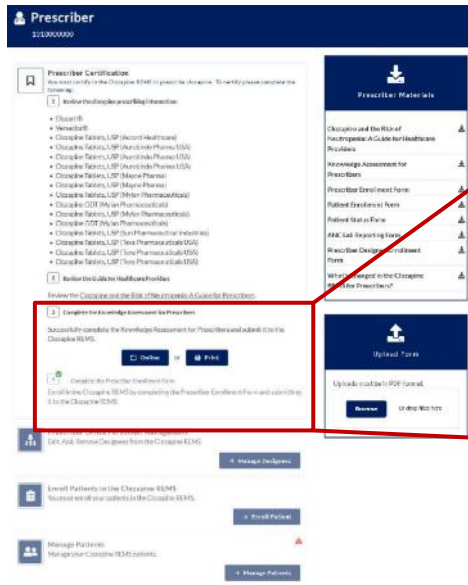 Prescriber
1010000000
Prescriber Certification
You must certify in the Clozapine REMS to prescribe clozapine. To certify please complete the
following:
1 Review the clozapine prescribing information
• Clozaril®
• Versacloz®
• Clozapine Tablets, USP (Accord Healthcare)
• Clozapine Tablets, USP (Aurobindo Pharma USA)
• Clozapine Tablets, USP (Aurobindo Pharma USA)
• Clozapine Tablets, USP (Mayne Pharma)
• Clozapine Tablets, USP (Mayne Pharma)
• Clozapine Tablets, USP (Mylan Pharmaceuticals)
• Clozapine ODT (Mylan Pharmaceuticals)
• Clozapine Tablets, USP (Mylan Pharmaceuticals)
• Clozapine ODT (Mylan Pharmaceuticals)
• Clozapine Tablets, USP (Sun Pharmaceutical Industries)
• Clozapine Tablets, USP (Teva Pharmaceuticals USA)
• Clozapine Tablets, USP (Teva Pharmaceuticals USA)
• Clozapine Tablets, USP (Teva Pharmaceuticals USA)
2 Review the Guide for Healthcare Providers
Review the Clozapine and the Risk of Neutropenia: A Guide for Prescribers.
3 Complete the Knowledge Assessment for Prescribers
Successfully complete the Knowledge Assessment for Prescribers and submit it to the
Clozapine REMS.
Online or Print
Complete the Prescriber Enrollment Form
Enroll in the Clozapine REMS by completing the Prescriber Enrollment Form and submitting
it to the Clozapine REMS.
Edit, Add, Remove Designees from the Clozapine REMS
+ Manage Designees
Enroll Patients in the Clozapine REMS
You must enroll your patients in the Clozapine REMS.
+ Enroll Patient
Manage Patients
Manage your Clozapine REMS patients.
+ Manage Patients
Prescriber Materials
Clozapine and the Risk of
Neutropenia: A Guide for Healthcare
Providers
Knowledge Assessment for
Prescribers
Prescriber Enrollment Form
Patient Enrollment Form
Patient Status Form
ANC Lab Reporting Form
Prescriber Designee Enrollment
Form
What's Changed in the Clozapine
REMS for Prescribers?
Upload Form
Uploads must be in PDF format.
Browse Or drop files here